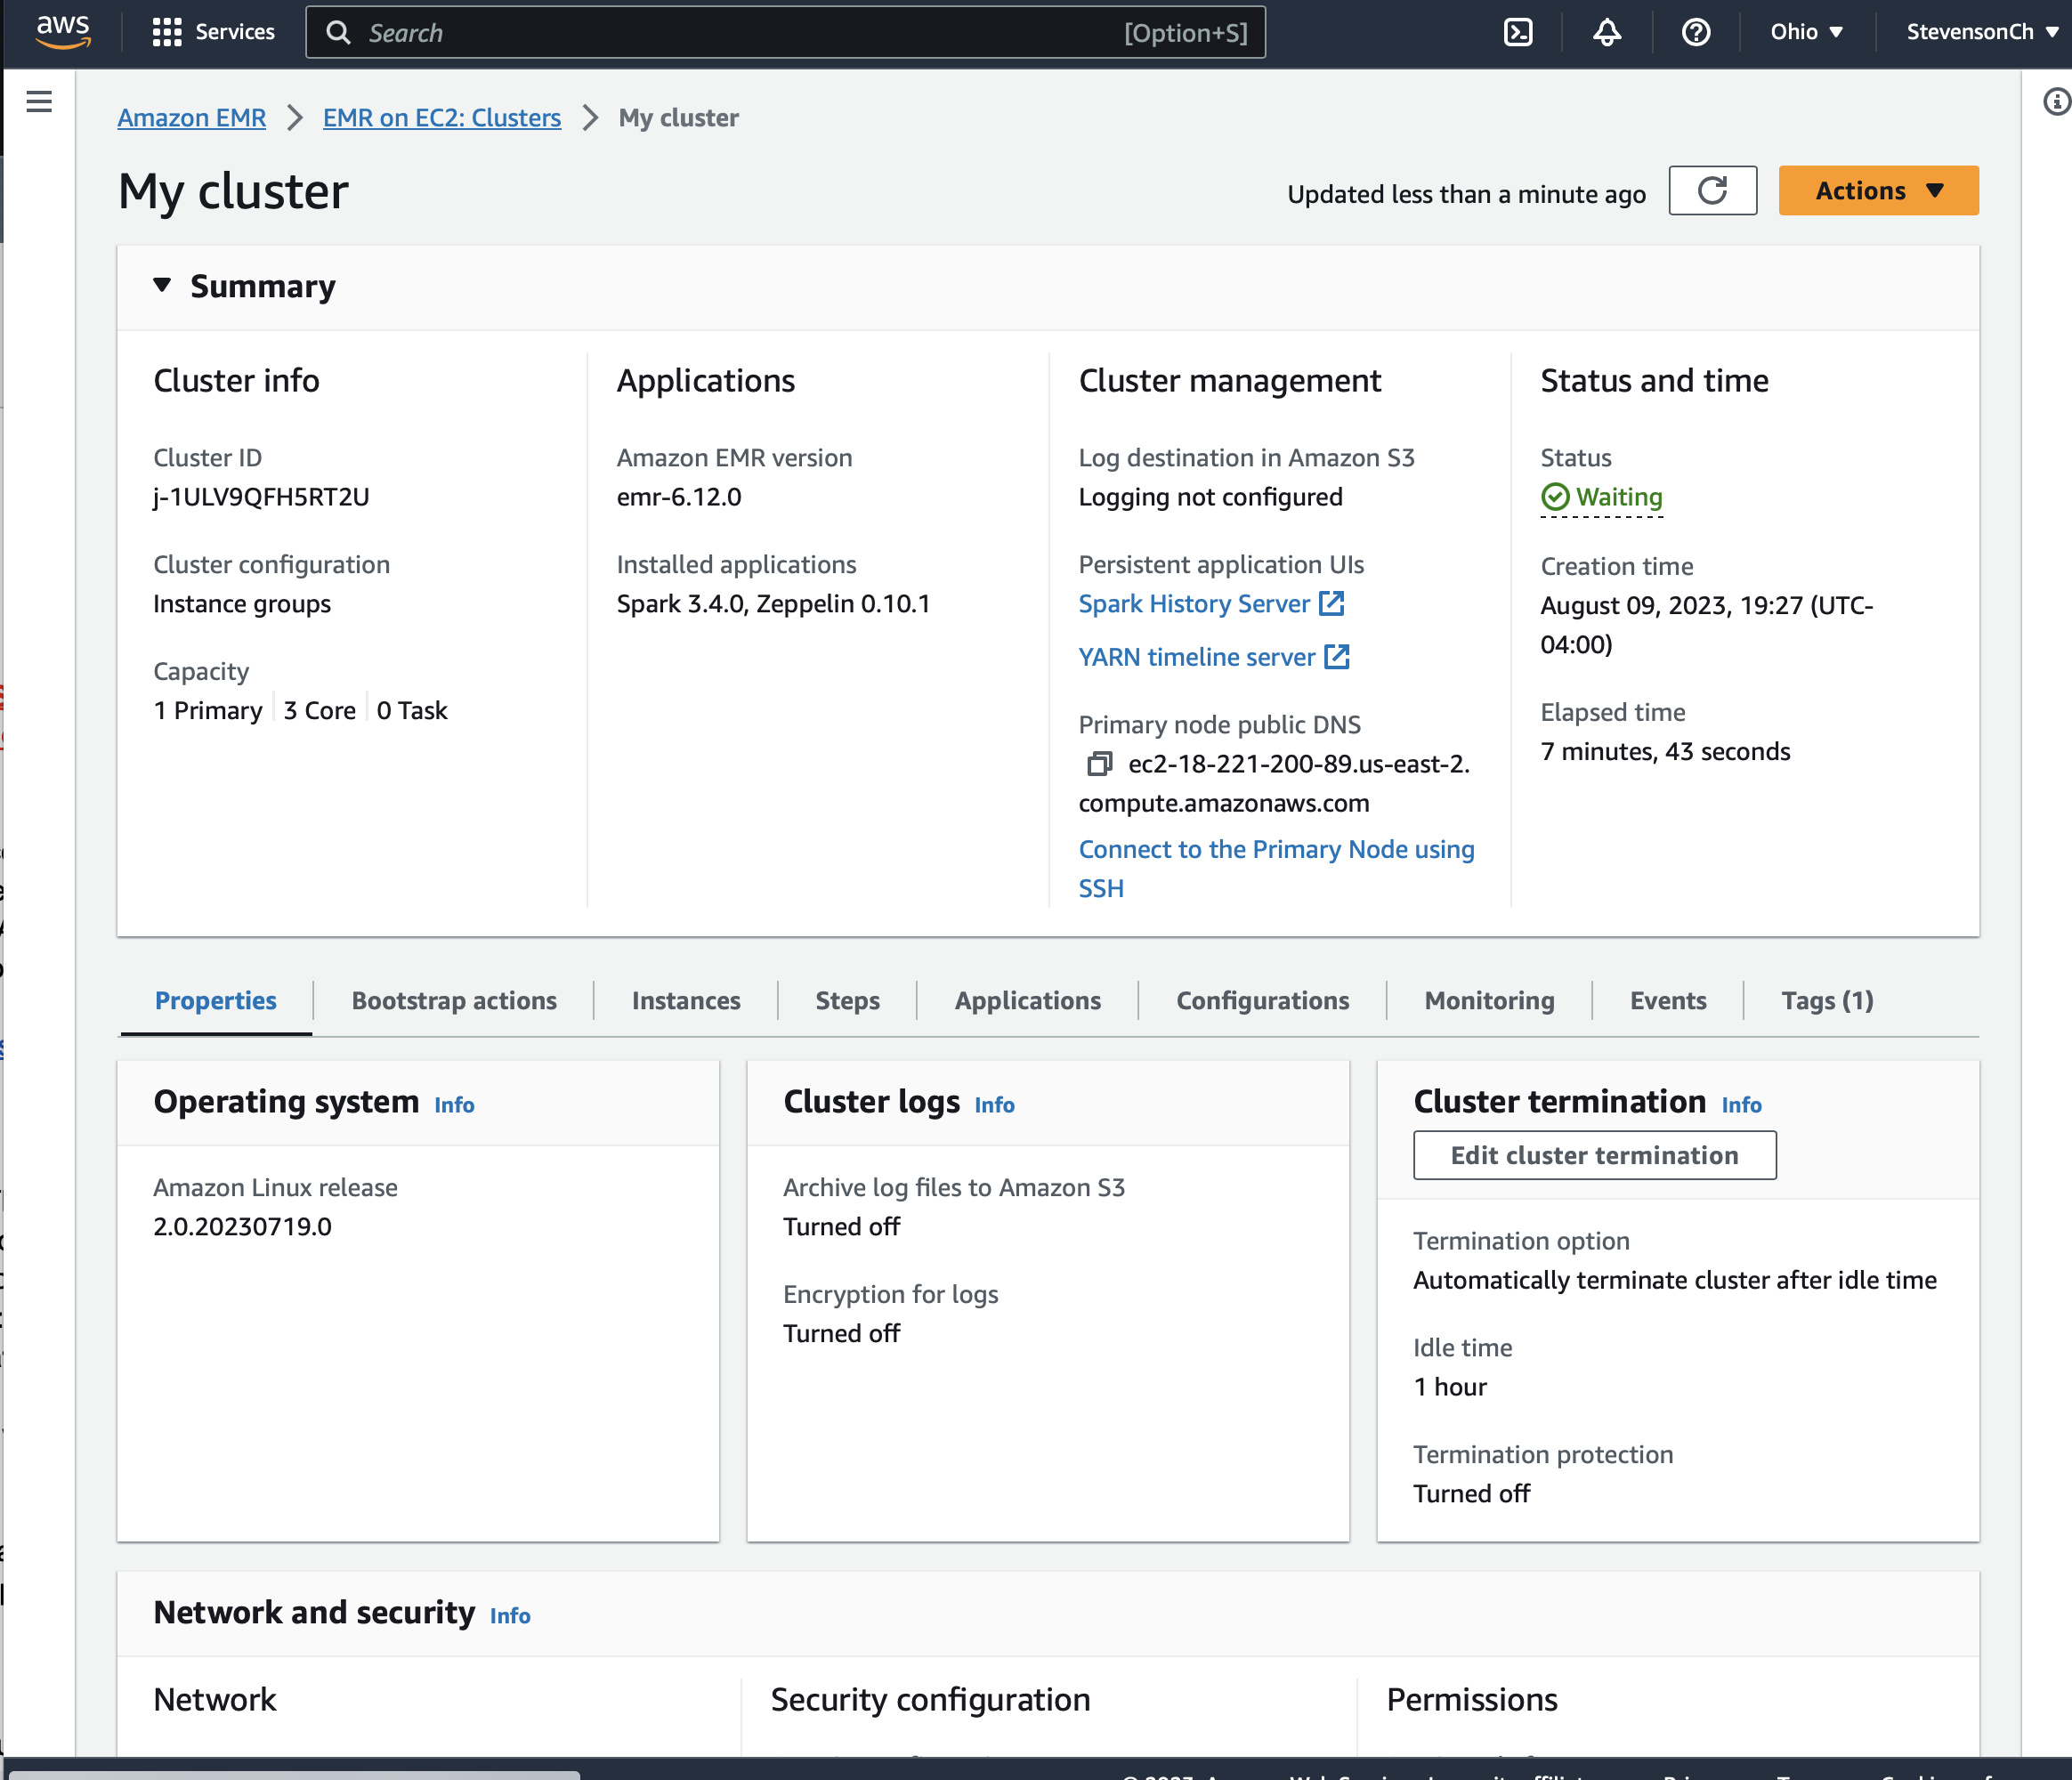 aws Services Search [Option+S] Ohio StevensonCh
Amazon EMR EMR on EC2: Clusters My cluster
My cluster
Updated less than a minute ago Actions
Summary
Cluster info
Cluster ID
j-1ULV9QFH5RT2U
Cluster configuration
Instance groups
Capacity
1 Primary 3 Core 0 Task
Applications
Amazon EMR version
emr-6.12.0
Installed applications
Spark 3.4.0, Zeppelin 0.10.1
Cluster management
Log destination in Amazon S3
Logging not configured
Persistent application UIs
Spark History Server
YARN timeline server
Primary node public DNS
ec2-18-221-200-89.us-east-2.
compute.amazonaws.com
Connect to the Primary Node using
SSH
Status and time
Status
Waiting
Creation time
August 09, 2023, 19:27 (UTC-
04:00)
Elapsed time
7 minutes, 43 seconds
Properties Bootstrap actions Instances Steps Applications Configurations Monitoring Events Tags (1)
Operating system Info
Amazon Linux release
2.0.20230719.0
Cluster logs Info
Archive log files to Amazon S3
Turned off
Encryption for logs
Turned off
Cluster termination Info
Edit cluster termination
Termination option
Automatically terminate cluster after idle time
Idle time
1 hour
Termination protection
Turned off
Network and security Info
Network
Security configuration
Permissions